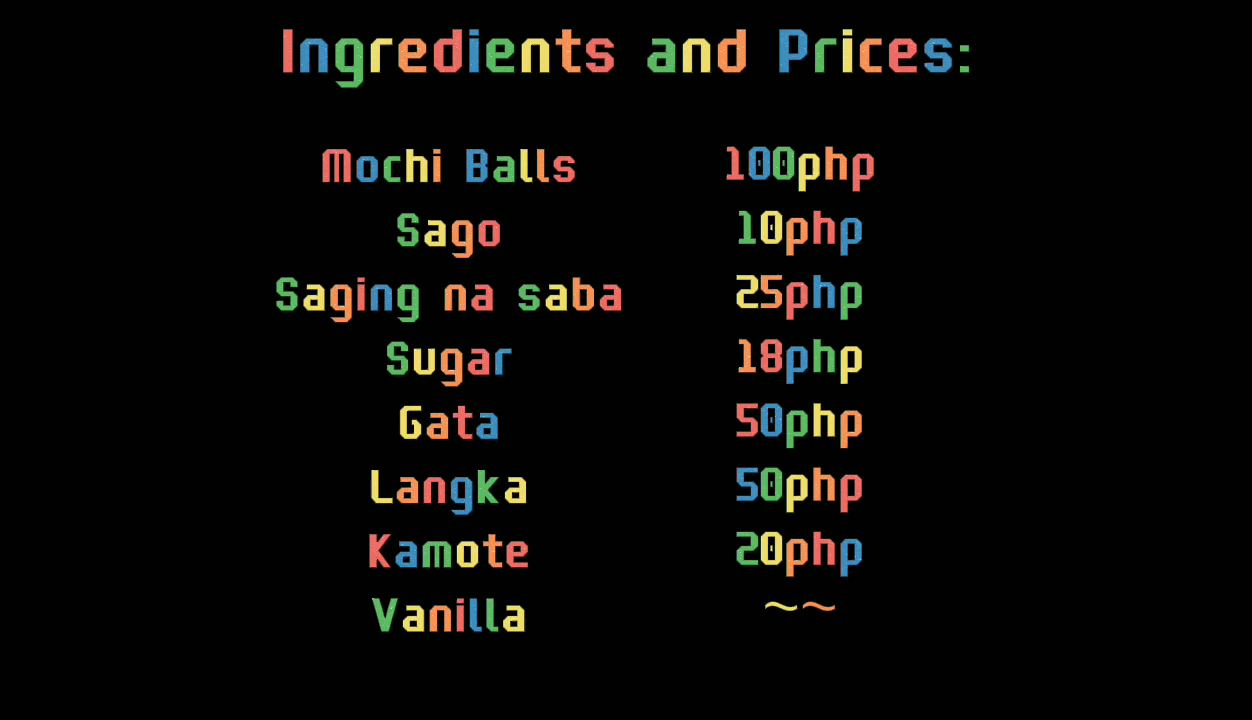 Ingredients and Prices:
Mochi Balls 100php
Sago 10php
Saging na saba 25php
Sugar 18php
Gata 50php
Langka 50php
Kamote 20php
Vanilla ~~